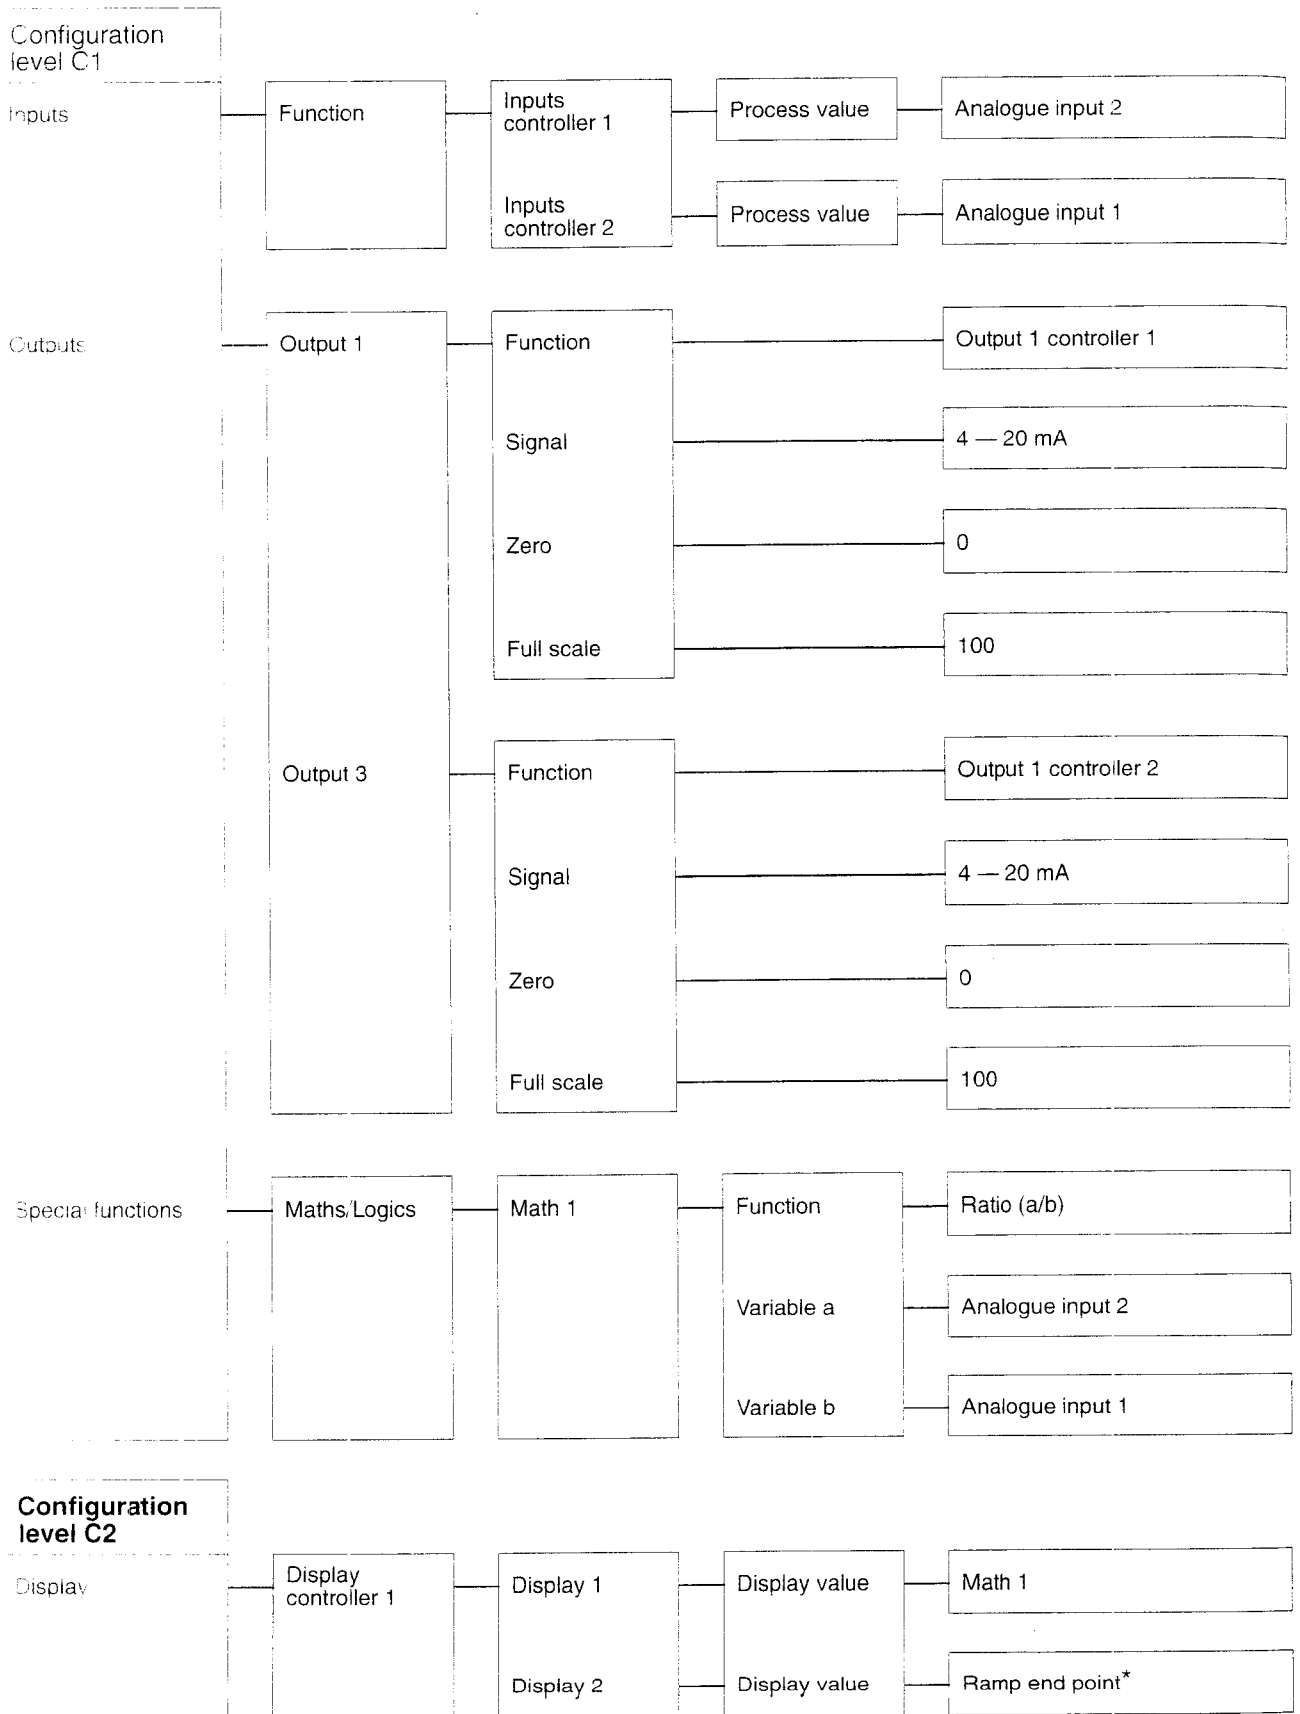 Configuration
level C1
Inputs
Function
Inputs
controller 1
Process value
Analogue input 2
Inputs
controller 2
Process value
Analogue input 1
Outputs
Output 1
Function
Output 1 controller 1
Signal
4 — 20 mA
Zero
0
Full scale
100
Output 3
Function
Output 1 controller 2
Signal
4 — 20 mA
Zero
0
Full scale
100
Special functions
Maths/Logics
Math 1
Function
Ratio (a/b)
Variable a
Analogue input 2
Variable b
Analogue input 1
Configuration
level C2
Display
Display
controller 1
Display 1
Display value
Math 1
Display 2
Display value
Ramp end point*